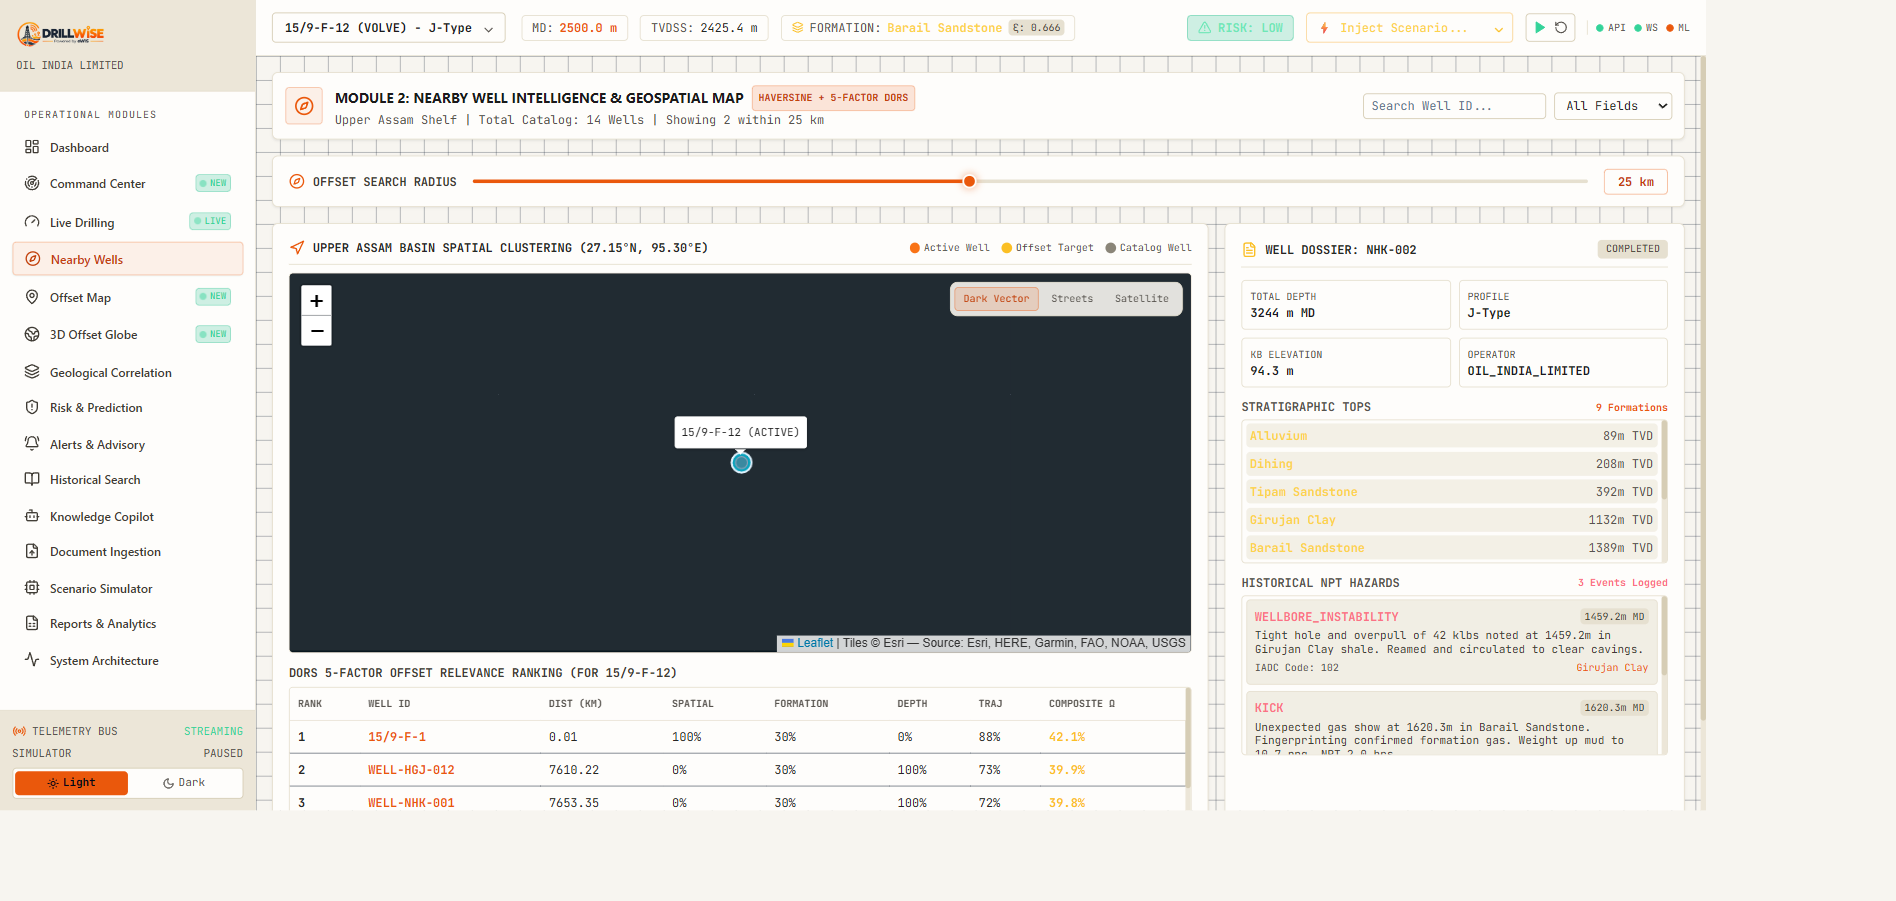 DRILLWISE
Powered by eWIS
OIL INDIA LIMITED
OPERATIONAL MODULES
Dashboard
Command Center NEW
Live Drilling LIVE
Nearby Wells
Offset Map NEW
3D Offset Globe NEW
Geological Correlation
Risk & Prediction
Alerts & Advisory
Historical Search
Knowledge Copilot
Document Ingestion
Scenario Simulator
Reports & Analytics
System Architecture
TELEMETRY BUS STREAMING
SIMULATOR PAUSED
Light Dark
15/9-F-12 (VOLVE) - J-Type
MD: 2500.0 m
TVDSS: 2425.4 m
FORMATION: Barail Sandstone ξ: 0.666
RISK: LOW
Inject Scenario...
API WS ML
MODULE 2: NEARBY WELL INTELLIGENCE & GEOSPATIAL MAP HAVERSINE + 5-FACTOR DORS
Upper Assam Shelf | Total Catalog: 14 Wells | Showing 2 within 25 km
Search Well ID...
All Fields
OFFSET SEARCH RADIUS 25 km
UPPER ASSAM BASIN SPATIAL CLUSTERING (27.15°N, 95.30°E)
Active Well Offset Target Catalog Well
+
−
Dark Vector Streets Satellite
15/9-F-12 (ACTIVE)
Leaflet | Tiles © Esri — Source: Esri, HERE, Garmin, FAO, NOAA, USGS
DORS 5-FACTOR OFFSET RELEVANCE RANKING (FOR 15/9-F-12)
RANK WELL ID DIST (KM) SPATIAL FORMATION DEPTH TRAJ COMPOSITE Ω
1 15/9-F-1 0.01 100% 30% 0% 88% 42.1%
2 WELL-HGJ-012 7610.22 0% 30% 100% 73% 39.9%
3 WELL-NHK-001 7653.35 0% 30% 100% 72% 39.8%
WELL DOSSIER: NHK-002 COMPLETED
TOTAL DEPTH
3244 m MD
PROFILE
J-Type
KB ELEVATION
94.3 m
OPERATOR
OIL_INDIA_LIMITED
STRATIGRAPHIC TOPS 9 Formations
Alluvium 89m TVD
Dihing 208m TVD
Tipam Sandstone 392m TVD
Girujan Clay 1132m TVD
Barail Sandstone 1389m TVD
HISTORICAL NPT HAZARDS 3 Events Logged
WELLBORE_INSTABILITY 1459.2m MD
Tight hole and overpull of 42 klbs noted at 1459.2m in
Girujan Clay shale. Reamed and circulated to clear cavings.
IADC Code: 102 Girujan Clay
KICK 1620.3m MD
Unexpected gas show at 1620.3m in Barail Sandstone.
Fingerprinting confirmed formation gas. Weight up mud to
10.7 ppg. NPT 2.0 hrs.